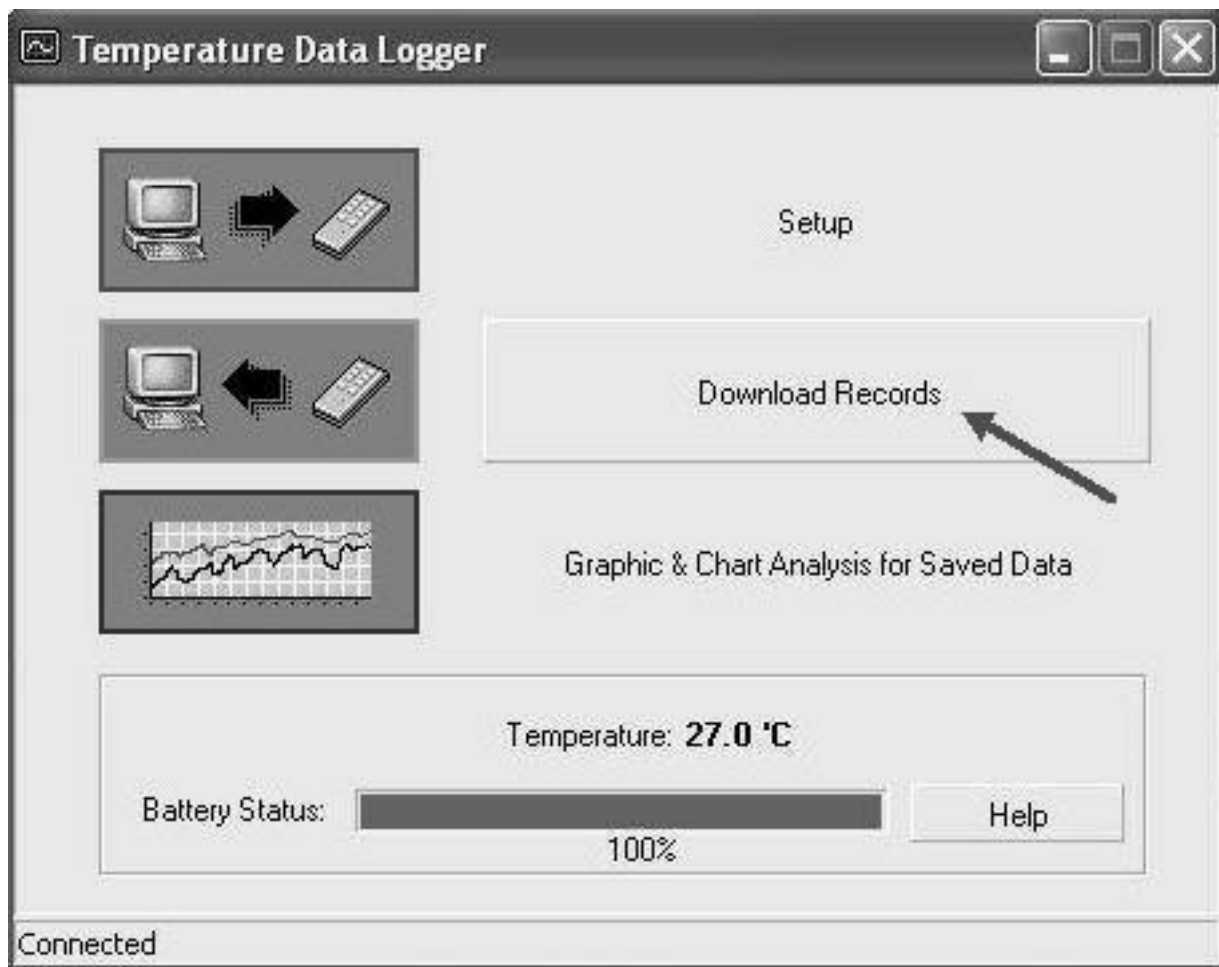 Temperature Data Logger
Setup
Download Records
Graphic & Chart Analysis for Saved Data
Temperature: 27.0 'C
Battery Status:
100%
Help
Connected